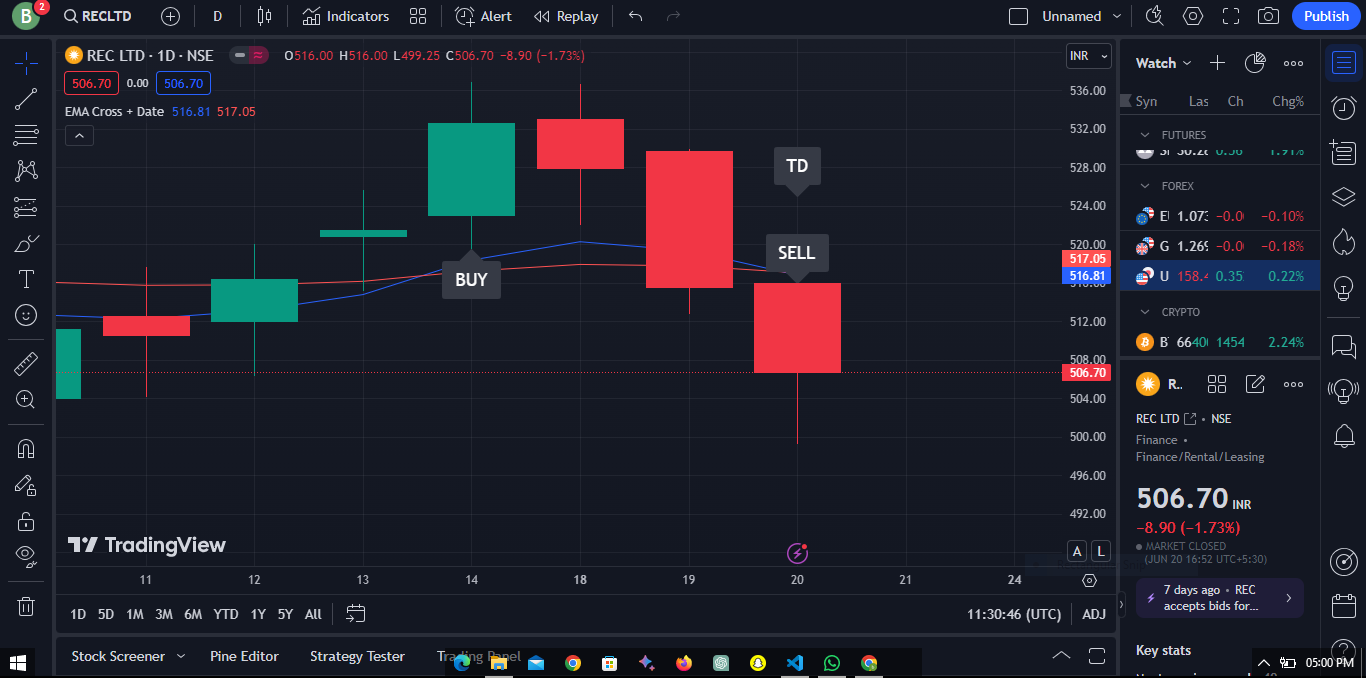 B
2
RECLTD
D
Indicators
Alert
Replay
Unnamed
Publish
REC LTD · 1D · NSE
O516.00 H516.00 L499.25 C506.70 −8.90 (−1.73%)
506.70 0.00 506.70
EMA Cross + Date 516.81 517.05
INR
536.00
532.00
528.00
524.00
520.00
517.05
516.81
512.00
508.00
506.70
504.00
500.00
496.00
492.00
TD
SELL
BUY
TradingView
A L
11 12 13 14 18 19 20 21 24
1D 5D 1M 3M 6M YTD 1Y 5Y All
11:30:46 (UTC) ADJ
Stock Screener Pine Editor Strategy Tester Trading Panel
Watch
Syn Las Ch Chg%
FUTURES
1.91%
FOREX
1.073 −0.0 −0.10%
G 1.269 −0.0 −0.18%
U 158.4 0.35 0.22%
CRYPTO
6640 1454 2.24%
R..
REC LTD • NSE
Finance •
Finance/Rental/Leasing
506.70 INR
−8.90 (−1.73%)
MARKET CLOSED
(JUN 20 16:52 UTC+5:30)
7 days ago • REC
accepts bids for...
Key stats
05:00 PM